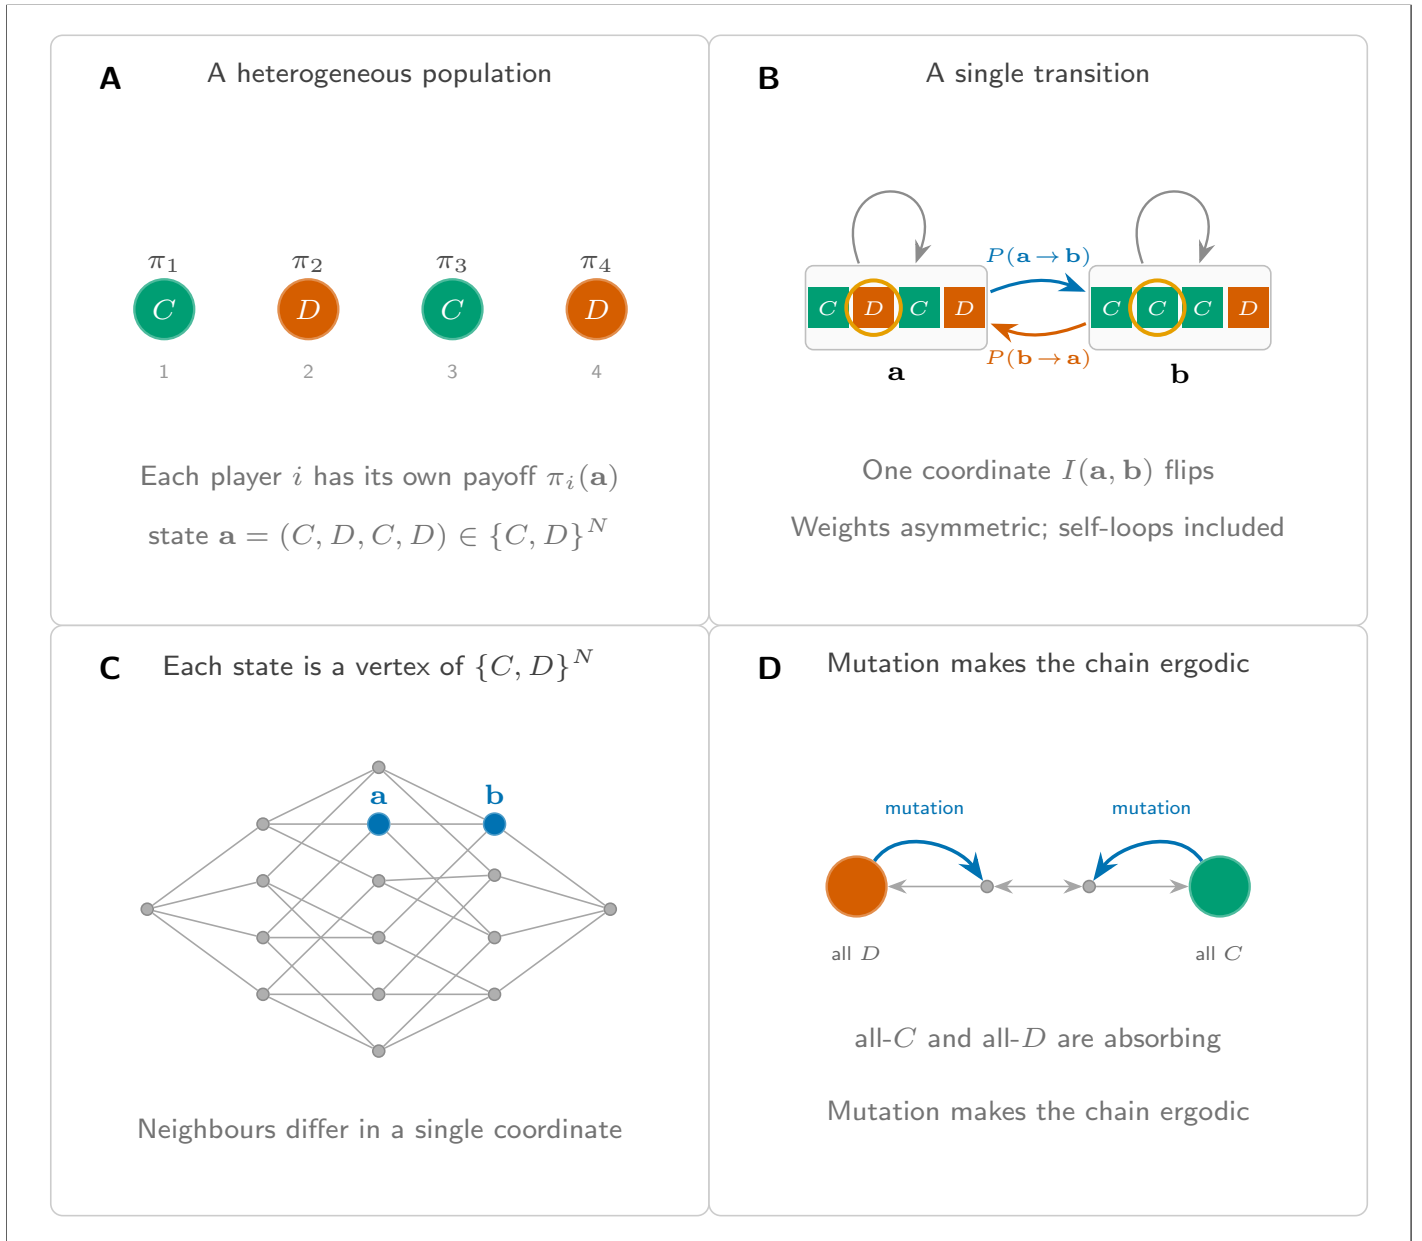 A A heterogeneous population
π₁ π₂ π₃ π₄
C D C D
1 2 3 4
Each player i has its own payoff πᵢ(a)
state a = (C, D, C, D) ∈ {C, D}ᴺ
B A single transition
P(a → b)
C D C D
C C C D
P(b → a)
a b
One coordinate I(a, b) flips
Weights asymmetric; self-loops included
C Each state is a vertex of {C, D}ᴺ
a b
Neighbours differ in a single coordinate
D Mutation makes the chain ergodic
mutation mutation
all D all C
all-C and all-D are absorbing
Mutation makes the chain ergodic